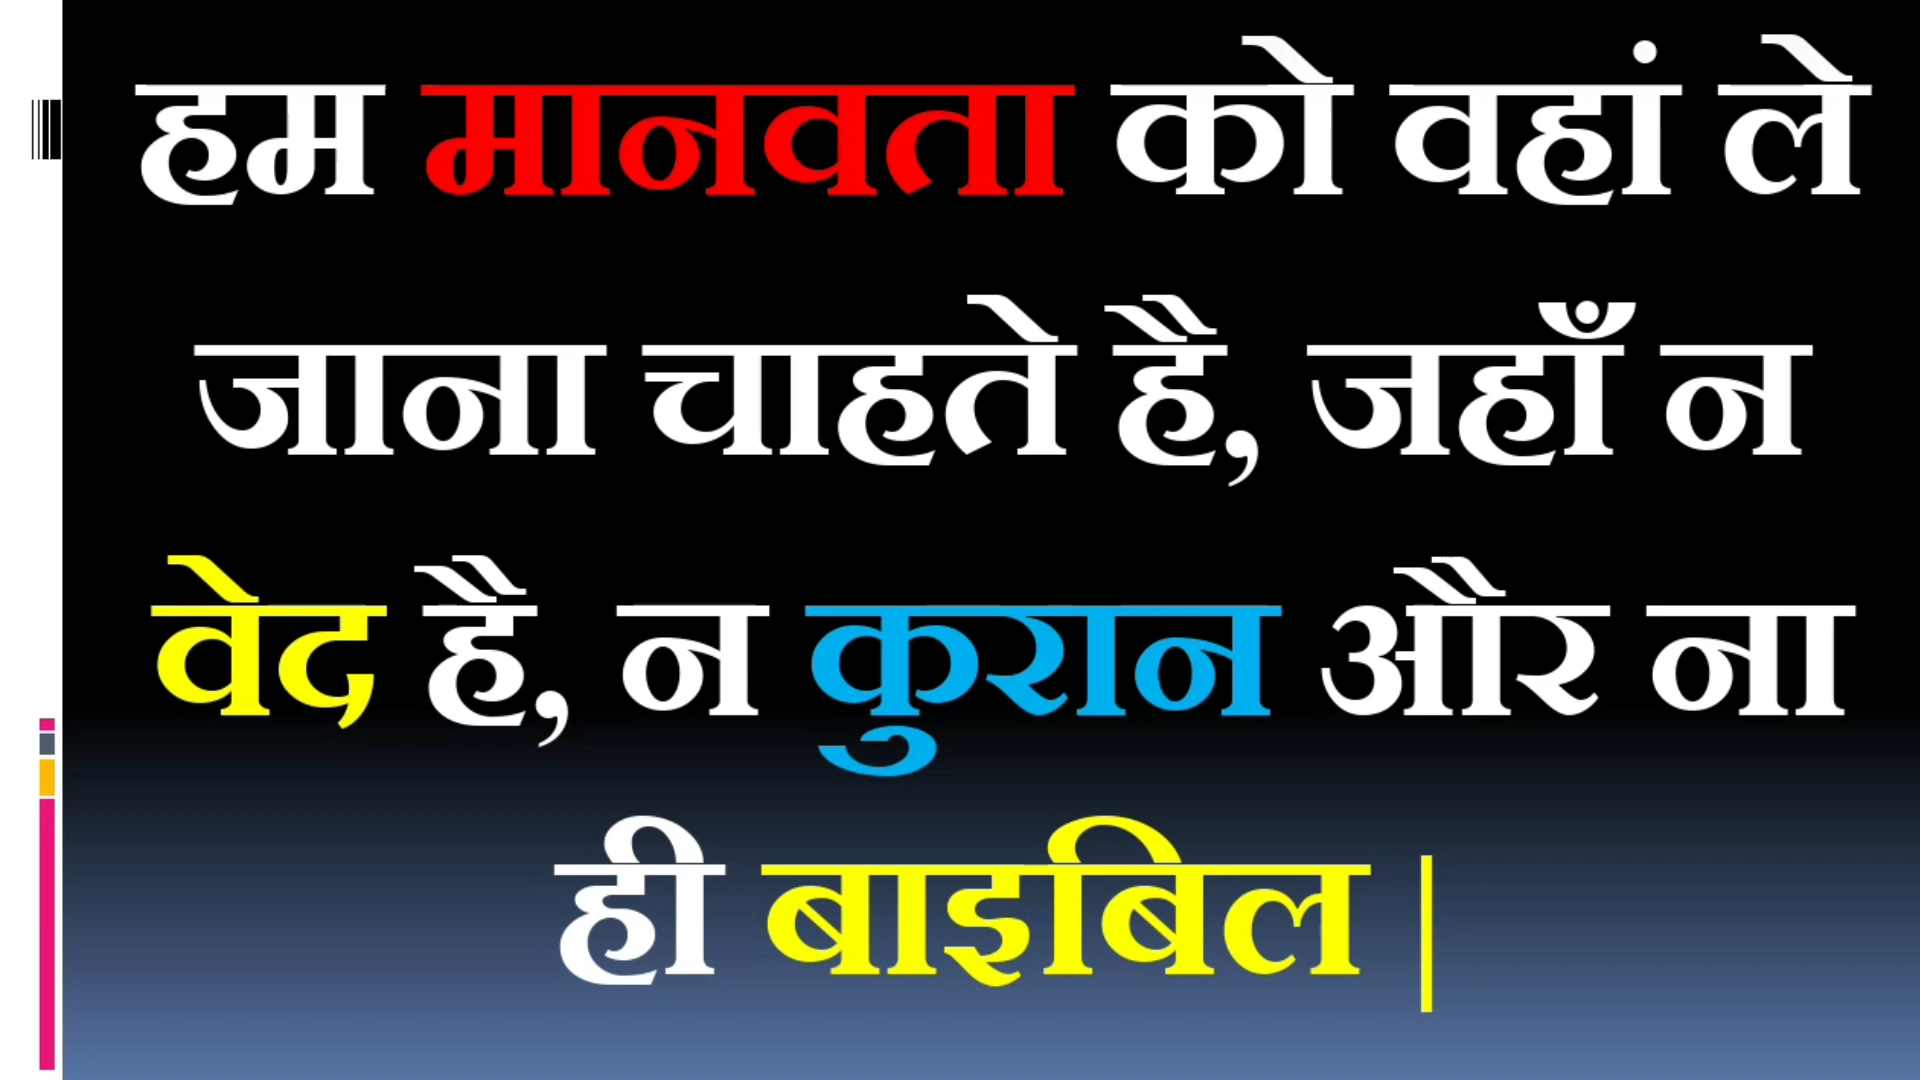 हम मानवता को वहां ले
जाना चाहते है, जहाँ न
वेद है, न कुरान और ना
ही बाइबिल |